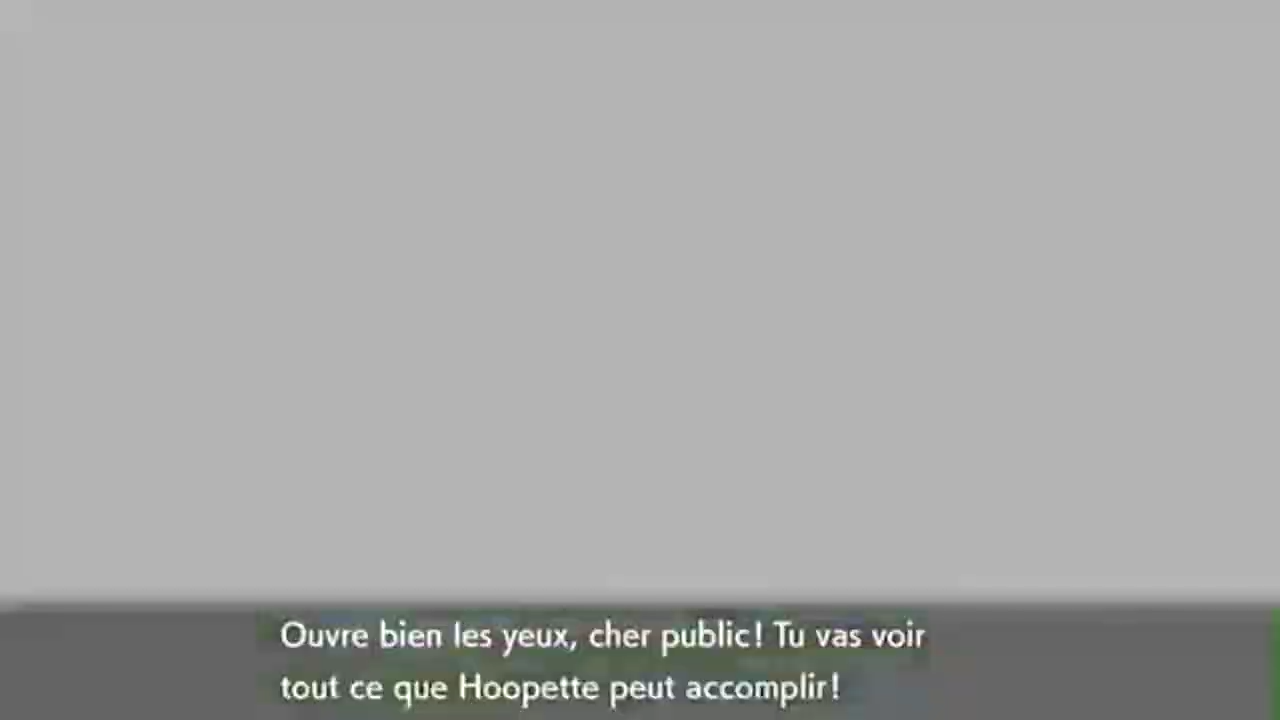 Ouvre bien les yeux, cher public! Tu vas voir
tout ce que Hoopette peut accomplir!